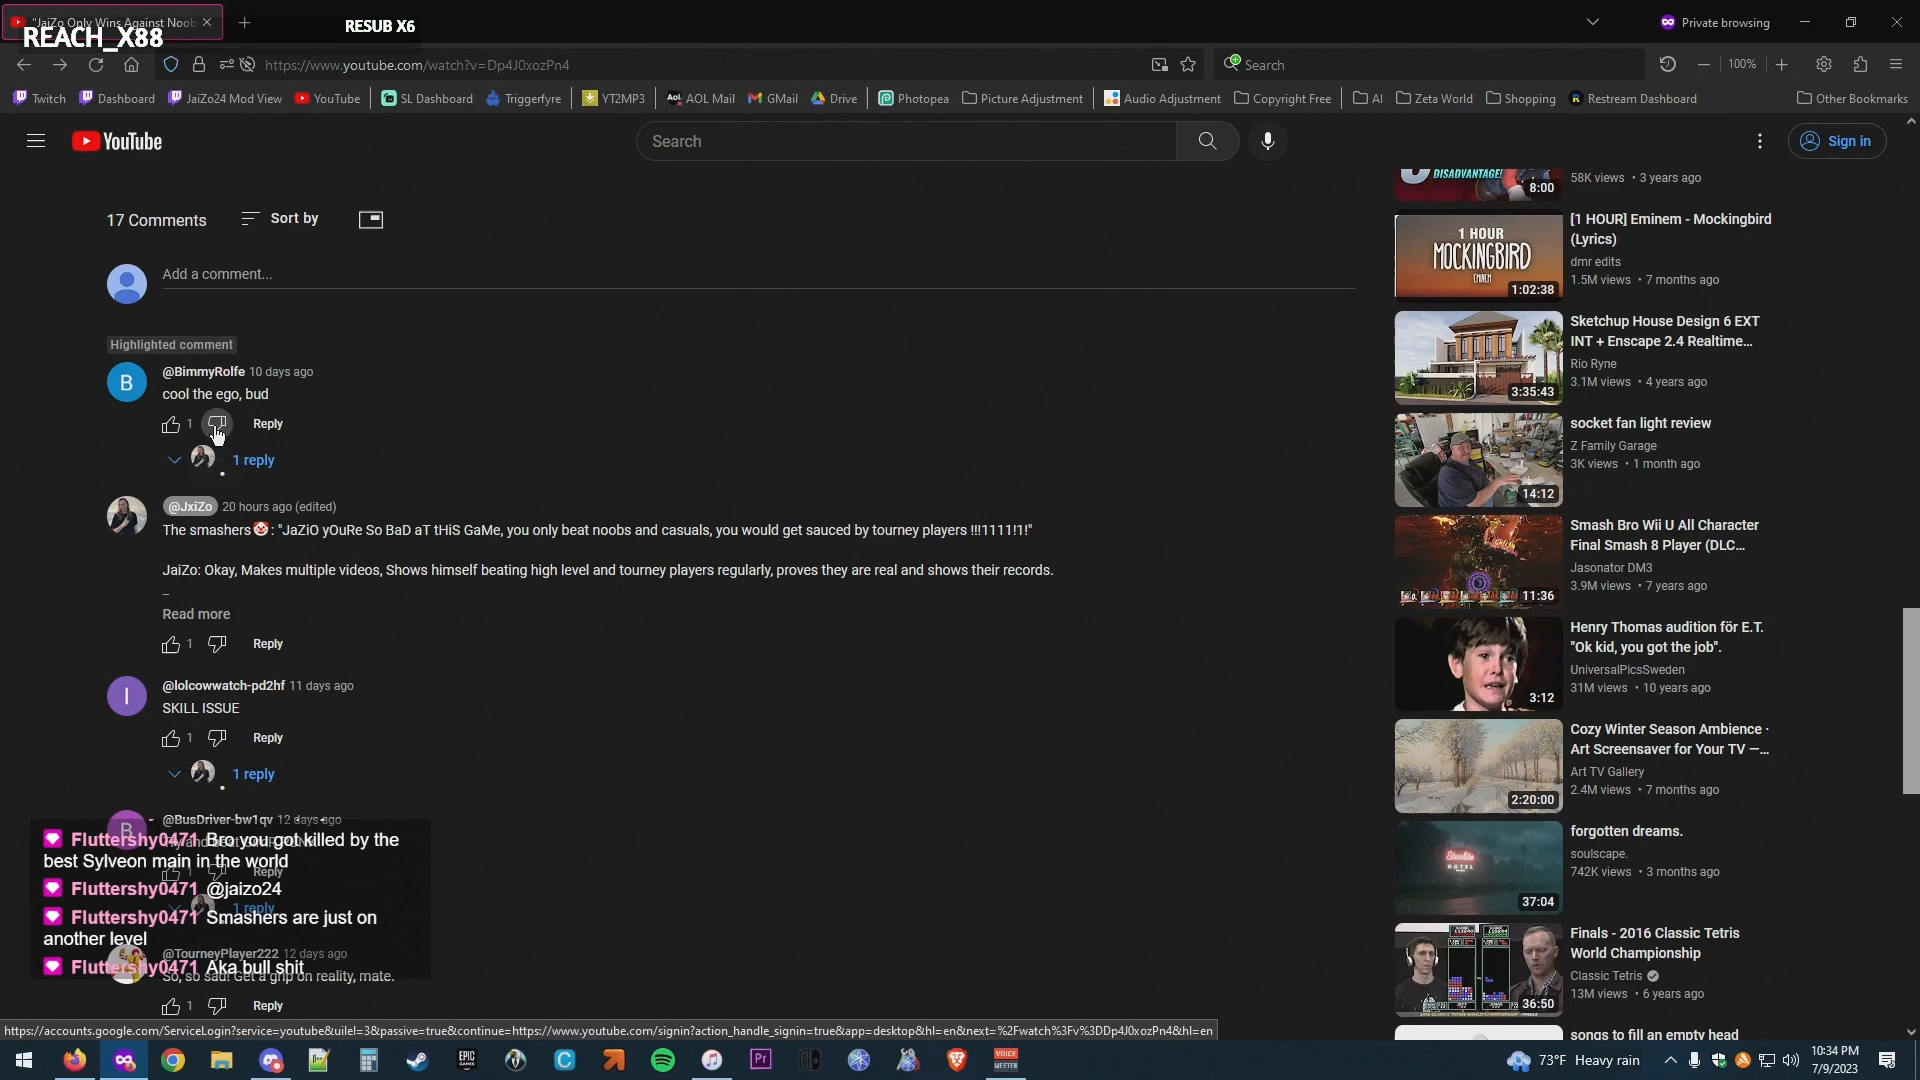 "JaiZo Only Wins Against Noob
REACH_X88
RESUB X6
Private browsing
https://www.youtube.com/watch?v=Dp4J0xozPn4
Search
100%
Twitch
Dashboard
JaiZo24 Mod View
YouTube
SL Dashboard
Triggerfyre
YT2MP3
AOL Mail
GMail
Drive
Photopea
Picture Adjustment
Audio Adjustment
Copyright Free
AI
Zeta World
Shopping
Restream Dashboard
Other Bookmarks
YouTube
Search
Sign in
17 Comments
Sort by
Add a comment...
Highlighted comment
@BimmyRolfe 10 days ago
cool the ego, bud
1
Reply
1 reply
@JxiZo 20 hours ago (edited)
The smashers🤡: "JaZiO yOuRe So BaD aT tHiS GaMe, you only beat noobs and casuals, you would get sauced by tourney players !!!1111!1!"
JaiZo: Okay, Makes multiple videos, Shows himself beating high level and tourney players regularly, proves they are real and shows their records.
Read more
1
Reply
@lolcowwatch-pd2hf 11 days ago
SKILL ISSUE
1
Reply
1 reply
@BusDriver-bw1qv 12 days ago
1
Reply
1 reply
@TourneyPlayer222 12 days ago
So, so sad! Get a grip on reality, mate.
1
Reply
Fluttershy0471 Bro you got killed by the
best Sylveon main in the world
Fluttershy0471 @jaizo24
Fluttershy0471 Smashers are just on
another level
Fluttershy0471 Aka bull shit
DISADVANTAGE!
8:00
58K views • 3 years ago
1 HOUR
MOCKINGBIRD
EMINEM
1:02:38
[1 HOUR] Eminem - Mockingbird
(Lyrics)
dmr edits
1.5M views • 7 months ago
3:35:43
Sketchup House Design 6 EXT
INT + Enscape 2.4 Realtime...
Rio Ryne
3.1M views • 4 years ago
14:12
socket fan light review
Z Family Garage
3K views • 1 month ago
11:36
Smash Bro Wii U All Character
Final Smash 8 Player (DLC...
Jasonator DM3
3.9M views • 7 years ago
3:12
Henry Thomas audition för E.T.
"Ok kid, you got the job".
UniversalPicsSweden
31M views • 10 years ago
2:20:00
Cozy Winter Season Ambience ·
Art Screensaver for Your TV —...
Art TV Gallery
2.4M views • 7 months ago
HOTEL
37:04
forgotten dreams.
soulscape.
742K views • 3 months ago
36:50
Finals - 2016 Classic Tetris
World Championship
Classic Tetris
13M views • 6 years ago
songs to fill an empty head
https://accounts.google.com/ServiceLogin?service=youtube&uilel=3&passive=true&continue=https://www.youtube.com/signin?action_handle_signin=true&app=desktop&hl=en&next=%2Fwatch%3Fv%3DDp4J0xozPn4&hl=en
EPIC
GAMES
Pr
VOICE
MEETER
73°F Heavy rain
10:34 PM
7/9/2023